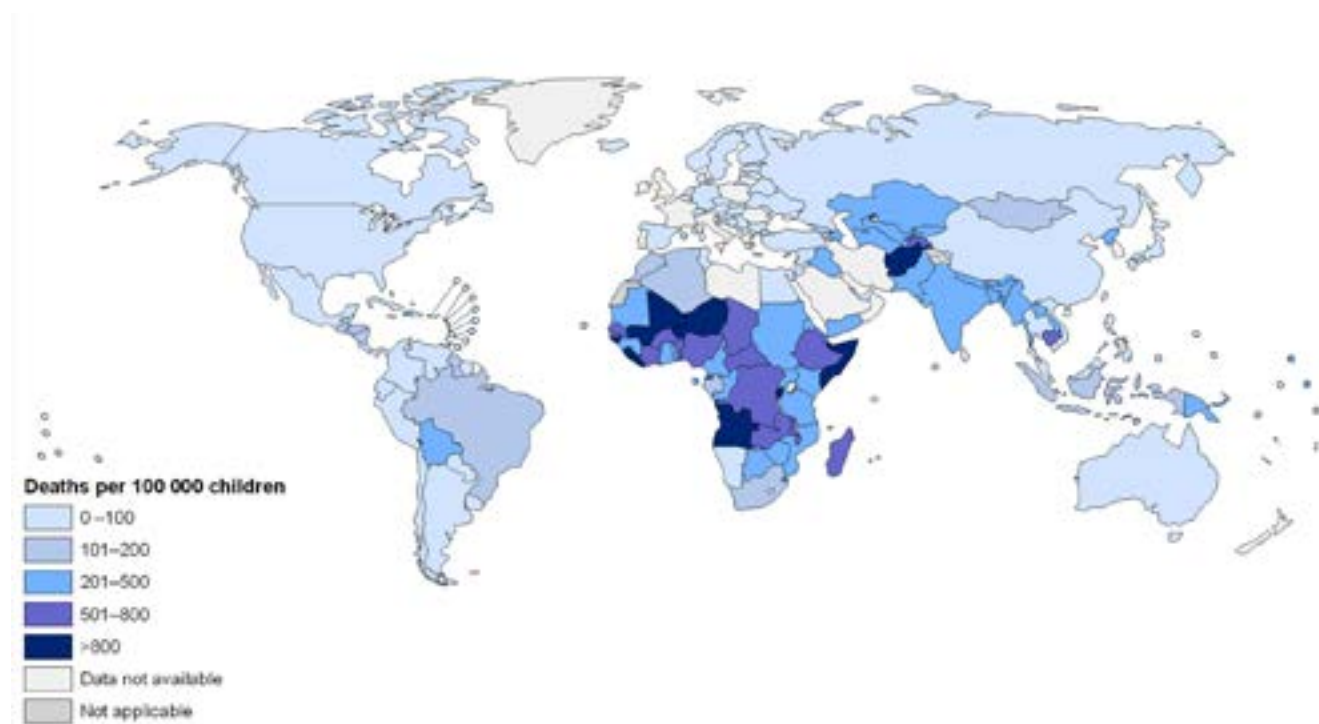 Deaths per 100 000 children
0–100
101–200
201–500
501–800
>800
Data not available
Not applicable